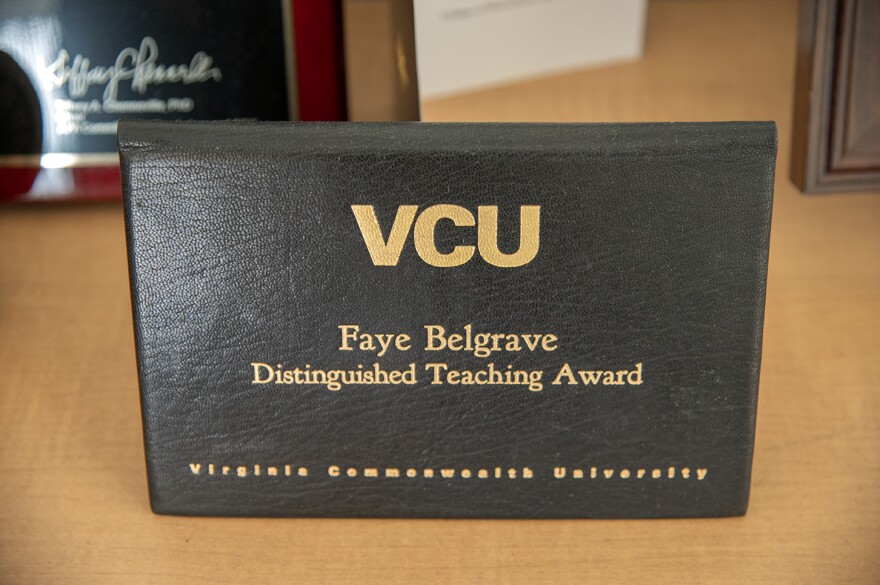 VCU
Faye Belgrave
Distinguished Teaching Award
Virginia Commonwealth University